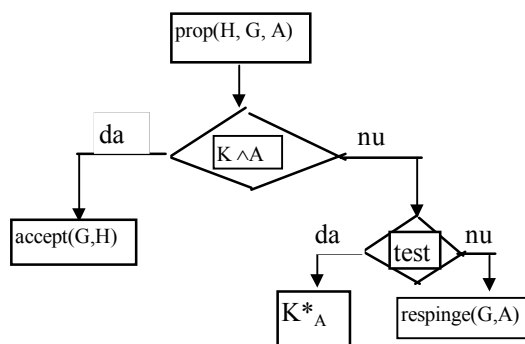 prop(H, G, A)
da
K ∧A
nu
accept(G,H)
da
test
nu
K*A
respinge(G,A)